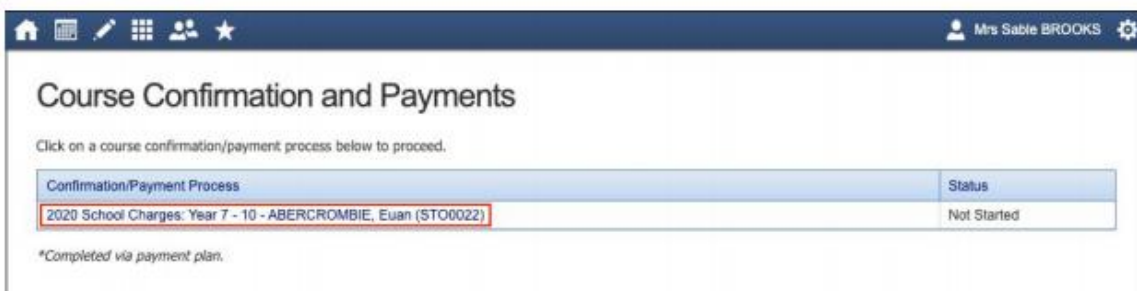 Mrs Sable BROOKS
Course Confirmation and Payments
Click on a course confirmation/payment process below to proceed.
Confirmation/Payment Process Status
2020 School Charges: Year 7 - 10 - ABERCROMBIE, Euan (STO0022) Not Started
*Completed via payment plan.